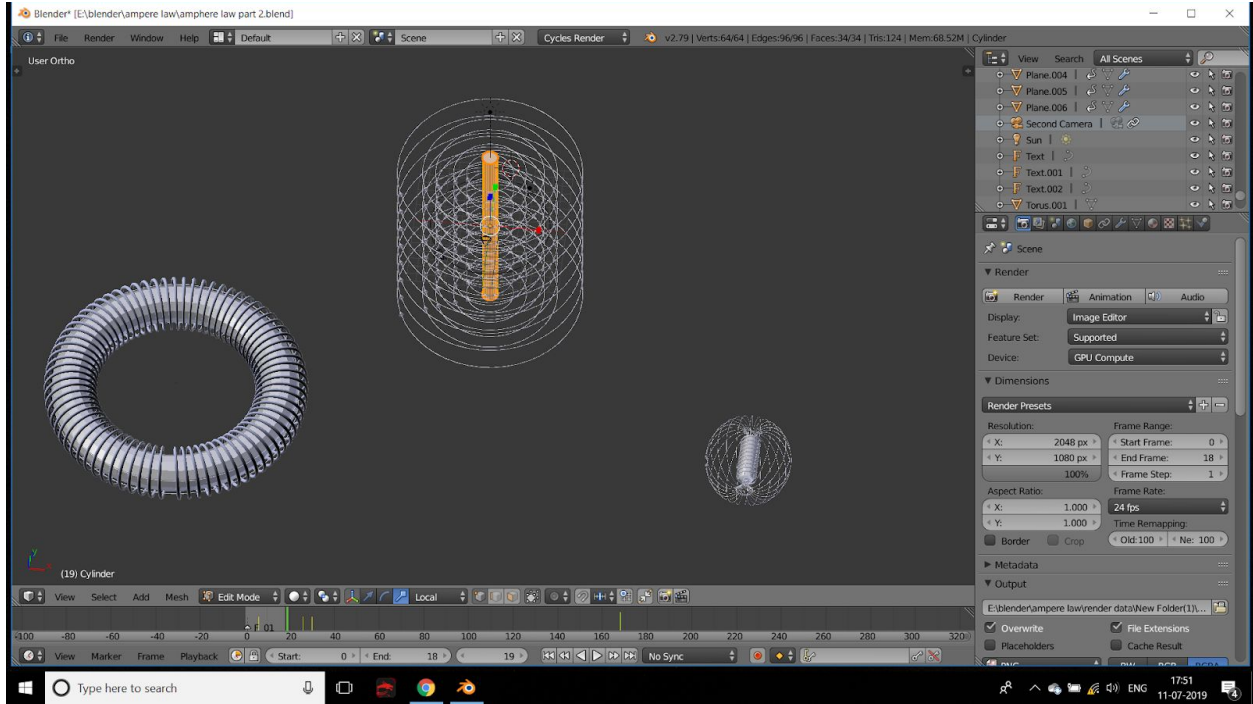 Blender* [E:\blender\ampere law\amphere law part 2.blend]
File Render Window Help Default Scene Cycles Render v2.79 | Verts:64/64 | Edges:96/96 | Faces:34/34 | Tris:124 | Mem:68.52M | Cylinder
User Ortho
View Search All Scenes
Plane.004
Plane.005
Plane.006
Second Camera
Sun
Text
Text.001
Text.002
Torus.001
Scene
Render
Render Animation Audio
Display: Image Editor
Feature Set: Supported
Device: GPU Compute
Dimensions
Render Presets
Resolution: Frame Range:
X: 2048 px Start Frame: 0
Y: 1080 px End Frame: 18
100% Frame Step: 1
Aspect Ratio: Frame Rate:
X: 1.000 24 fps
Y: 1.000 Time Remapping:
Border Crop Old:100 Ne: 100
Metadata
Output
E:\blender\ampere law\render data\New Folder(1)\...
Overwrite File Extensions
Placeholders Cache Result
PNG BW RGB RGBA
y
(19) Cylinder
View Select Add Mesh Edit Mode Local
F_01
-100 -80 -60 -40 -20 0 20 40 60 80 100 120 140 160 180 200 220 240 260 280 300 320
View Marker Frame Playback Start: 0 End: 18 19 No Sync
Type here to search
ENG 17:51
11-07-2019
4